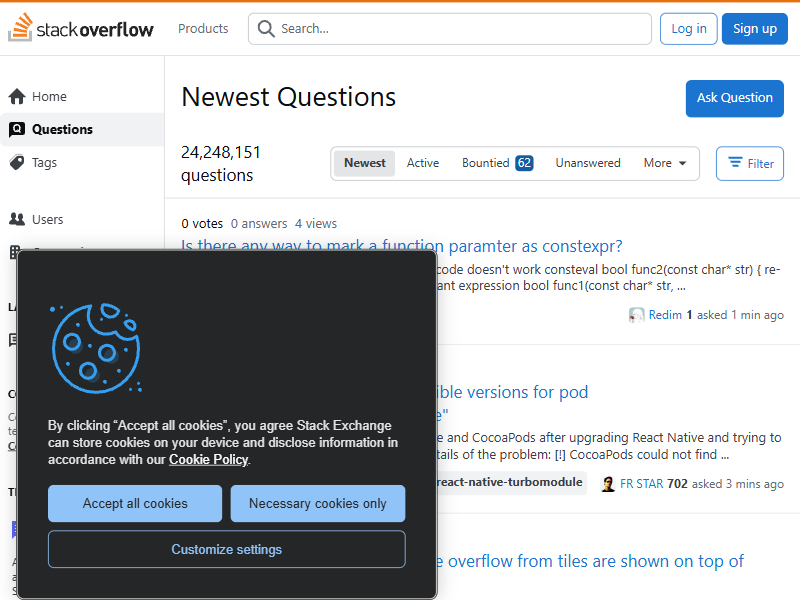 stackoverflow
Products
Search...
Log in
Sign up
Home
Questions
Tags
Users
Newest Questions
Ask Question
24,248,151
questions
Newest
Active
Bountied 62
Unanswered
More
Filter
0 votes 0 answers 4 views
Is there any way to mark a function paramter as constexpr?
code doesn't work consteval bool func2(const char* str) { re-
ant expression bool func1(const char* str, ...
Redim 1 asked 1 min ago
ible versions for pod
e"
e and CocoaPods after upgrading React Native and trying to
tails of the problem: [!] CocoaPods could not find ...
react-native-turbomodule
FR STAR 702 asked 3 mins ago
e overflow from tiles are shown on top of
By clicking “Accept all cookies”, you agree Stack Exchange
can store cookies on your device and disclose information in
accordance with our Cookie Policy.
Accept all cookies
Necessary cookies only
Customize settings